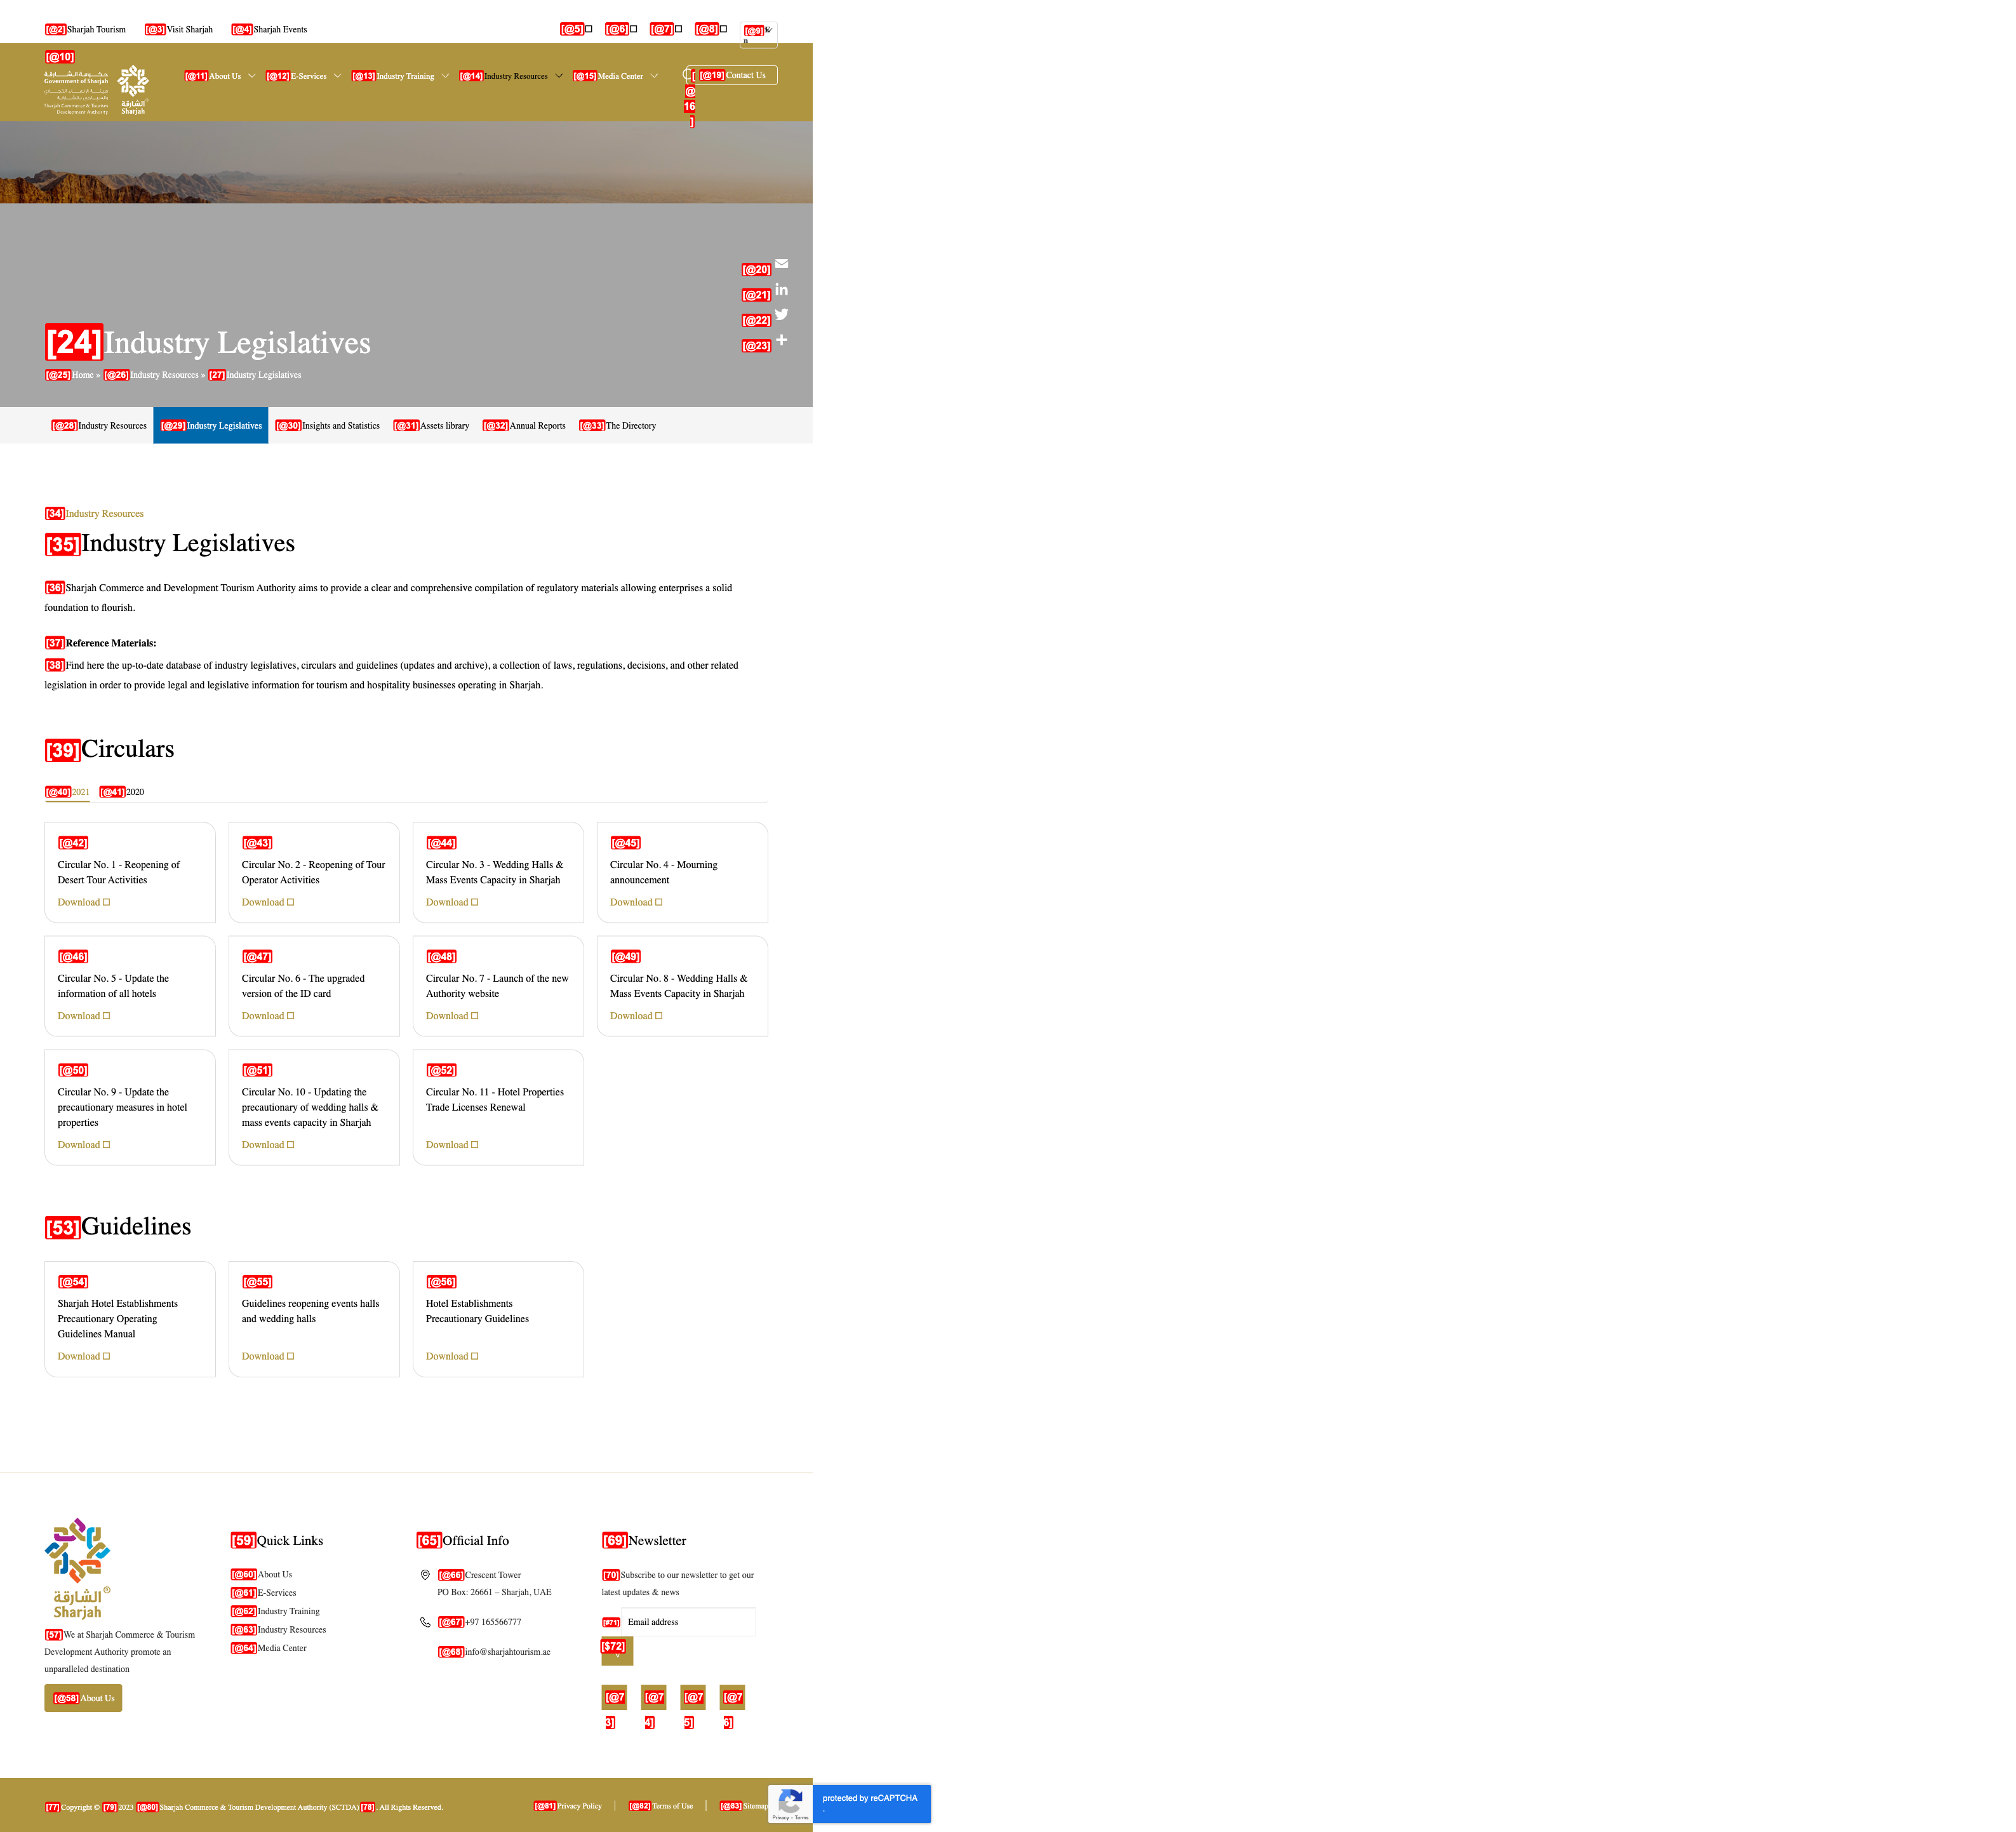 [@2]Sharjah Tourism [@3]Visit Sharjah [@4]Sharjah Events [@5] [@6] [@7] [@8] [@9]
[@10]
حكومة الشارقة
Government of Sharjah
هيئة الإنماء التجاري
والسياحي بالشارقة
Sharjah Commerce & Tourism
Development Authority
الشارقة
Sharjah
[@11]About Us [@12]E-Services [@13]Industry Training [@14]Industry Resources [@15]Media Center [@16] [@19]Contact Us
[@20]
[@21]
[@22]
[@23]
[24]Industry Legislatives
[@25]Home » [@26]Industry Resources » [27]Industry Legislatives
[@28]Industry Resources [@29]Industry Legislatives [@30]Insights and Statistics [@31]Assets library [@32]Annual Reports [@33]The Directory
[34]Industry Resources
[35]Industry Legislatives
[36]Sharjah Commerce and Development Tourism Authority aims to provide a clear and comprehensive compilation of regulatory materials allowing enterprises a solid
foundation to flourish.
[37]Reference Materials:
[38]Find here the up-to-date database of industry legislatives, circulars and guidelines (updates and archive), a collection of laws, regulations, decisions, and other related
legislation in order to provide legal and legislative information for tourism and hospitality businesses operating in Sharjah.
[39]Circulars
[@40]2021 [@41]2020
[@42]
Circular No. 1 - Reopening of
Desert Tour Activities
Download
[@43]
Circular No. 2 - Reopening of Tour
Operator Activities
Download
[@44]
Circular No. 3 - Wedding Halls &
Mass Events Capacity in Sharjah
Download
[@45]
Circular No. 4 - Mourning
announcement
Download
[@46]
Circular No. 5 - Update the
information of all hotels
Download
[@47]
Circular No. 6 - The upgraded
version of the ID card
Download
[@48]
Circular No. 7 - Launch of the new
Authority website
Download
[@49]
Circular No. 8 - Wedding Halls &
Mass Events Capacity in Sharjah
Download
[@50]
Circular No. 9 - Update the
precautionary measures in hotel
properties
Download
[@51]
Circular No. 10 - Updating the
precautionary of wedding halls &
mass events capacity in Sharjah
Download
[@52]
Circular No. 11 - Hotel Properties
Trade Licenses Renewal
Download
[53]Guidelines
[@54]
Sharjah Hotel Establishments
Precautionary Operating
Guidelines Manual
Download
[@55]
Guidelines reopening events halls
and wedding halls
Download
[@56]
Hotel Establishments
Precautionary Guidelines
Download
الشارقة
Sharjah
[57]We at Sharjah Commerce & Tourism
Development Authority promote an
unparalleled destination
[@58]About Us
[59]Quick Links
[@60]About Us
[@61]E-Services
[@62]Industry Training
[@63]Industry Resources
[@64]Media Center
[65]Official Info
[@66]Crescent Tower
PO Box: 26661 – Sharjah, UAE
[@67]+97 165566777
[@68]info@sharjahtourism.ae
[69]Newsletter
[70]Subscribe to our newsletter to get our
latest updates & news
[#71] Email address
[$72]
[@73] [@74] [@75] [@76]
[77]Copyright © [79]2023 [@80]Sharjah Commerce & Tourism Development Authority (SCTDA)[78]. All Rights Reserved.
[@81]Privacy Policy [@82]Terms of Use [@83]Sitemap
Privacy - Terms
protected by reCAPTCHA